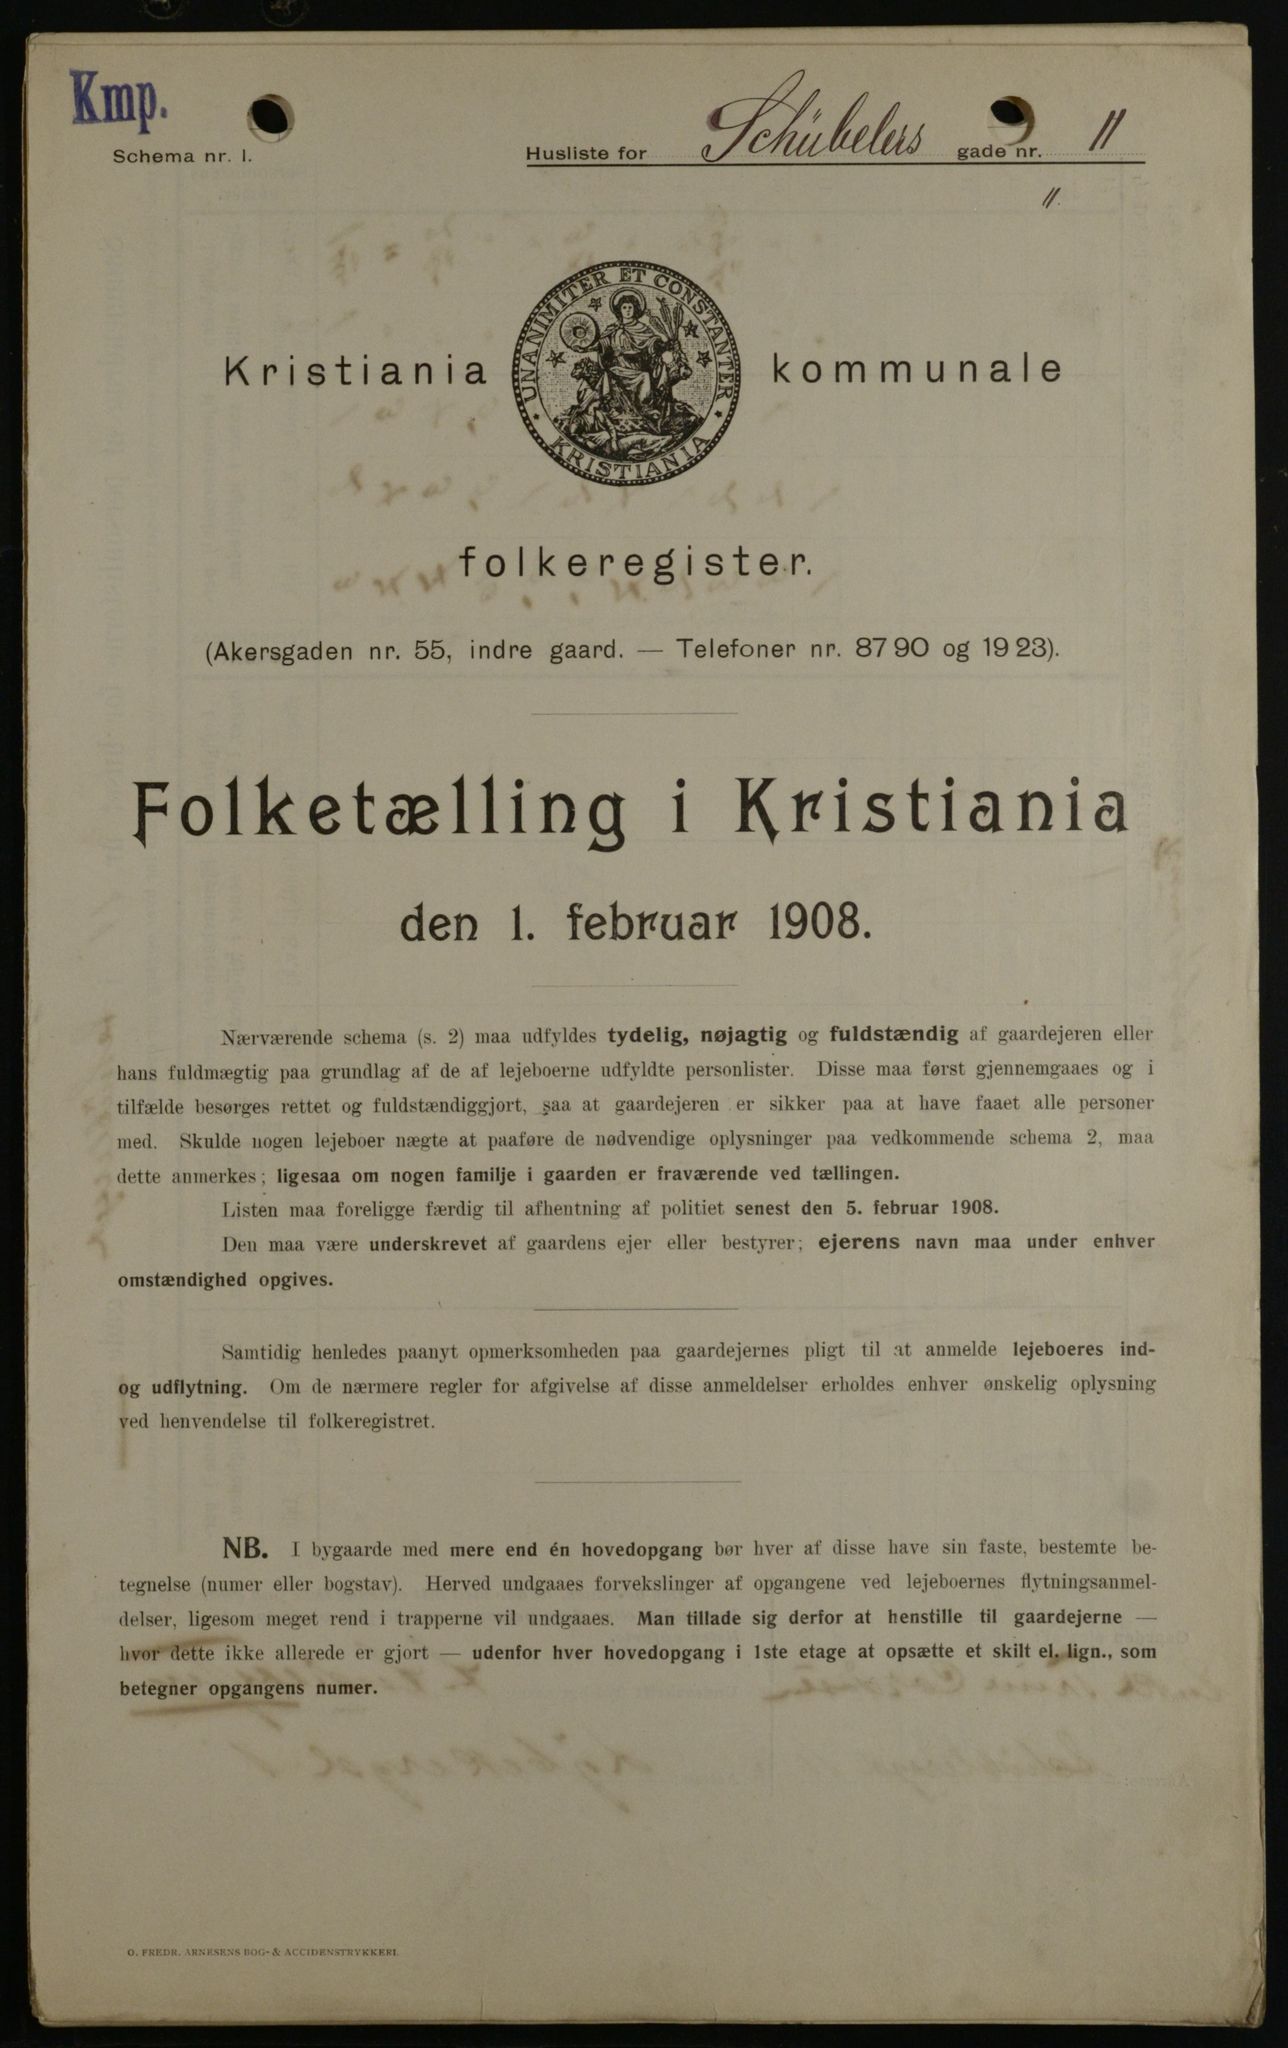 Kmp.
Schema nr. 1.
Husliste for Schübelers gade nr. 11
11.
UNANIMITER ET CONSTANTER
KRISTIANIA
Kristiania kommunale
folkeregister.
(Akersgaden nr. 55, indre gaard. — Telefoner nr. 8790 og 1923).
Folketælling i Kristiania
den 1. februar 1908.
Nærværende schema (s. 2) maa udfyldes tydelig, nøjagtig og fuldstændig af gaardejeren eller
hans fuldmægtig paa grundlag af de af lejeboerne udfyldte personlister. Disse maa først gjennemgaaes og i
tilfælde besørges rettet og fuldstændiggjort, saa at gaardejeren er sikker paa at have faaet alle personer
med. Skulde nogen lejeboer nægte at paaføre de nødvendige oplysninger paa vedkommende schema 2, maa
dette anmerkes; ligesaa om nogen familje i gaarden er fraværende ved tællingen.
Listen maa foreligge færdig til afhentning af politiet senest den 5. februar 1908.
Den maa være underskrevet af gaardens ejer eller bestyrer; ejerens navn maa under enhver
omstændighed opgives.
Samtidig henledes paanyt opmerksomheden paa gaardejernes pligt til at anmelde lejeboeres ind-
og udflytning. Om de nærmere regler for afgivelse af disse anmeldelser erholdes enhver ønskelig oplysning
ved henvendelse til folkeregistret.
NB. I bygaarde med mere end én hovedopgang bør hver af disse have sin faste, bestemte be-
tegnelse (numer eller bogstav). Herved undgaaes forvekslinger af opgangene ved lejeboernes flytningsanmel-
delser, ligesom meget rend i trapperne vil undgaaes. Man tillade sig derfor at henstille til gaardejerne —
hvor dette ikke allerede er gjort — udenfor hver hovedopgang i 1ste etage at opsætte et skilt el. lign., som
betegner opgangens numer.
O. FREDR. ARNESENS BOG- & ACCIDENSTRYKKERI.